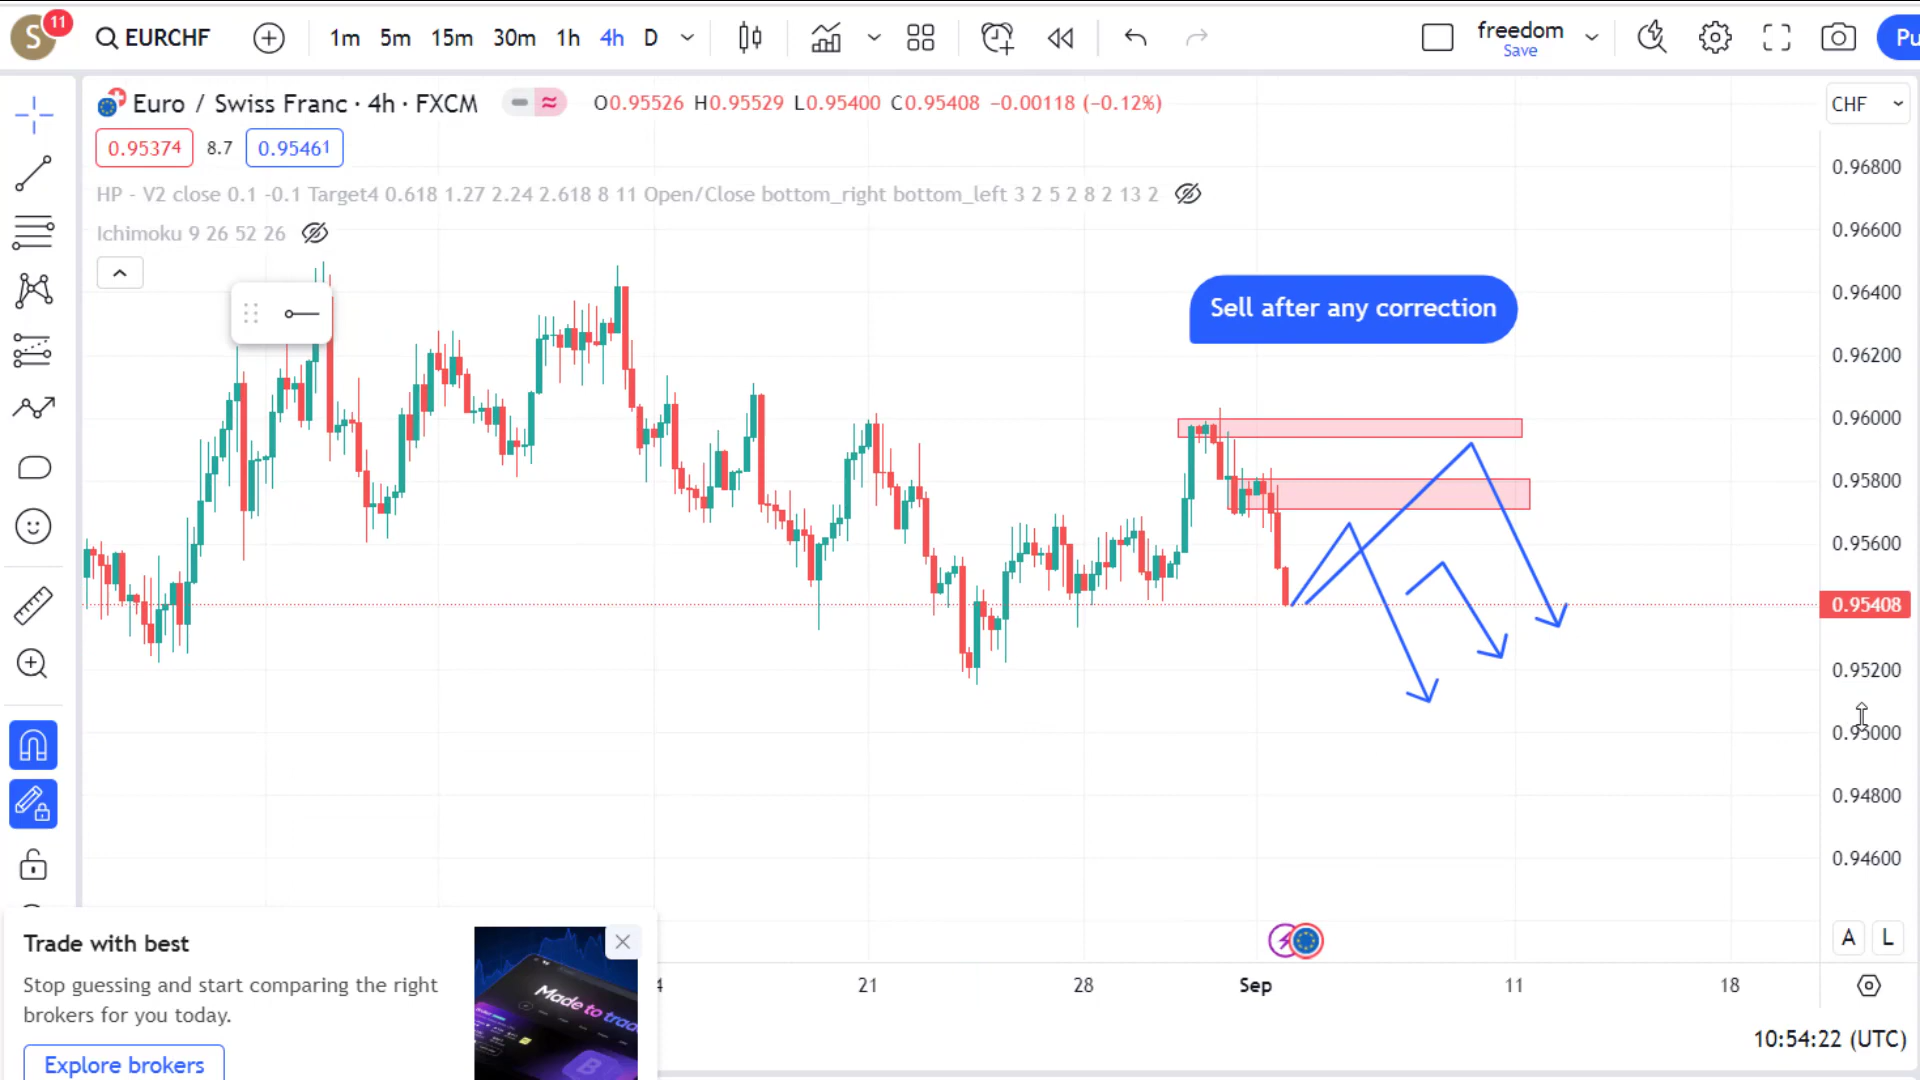 S
11
EURCHF
1m 5m 15m 30m 1h 4h D
freedom
Save
Pu
Euro / Swiss Franc · 4h · FXCM
O0.95526 H0.95529 L0.95400 C0.95408 −0.00118 (−0.12%)
CHF
0.95374 8.7 0.95461
HP - V2 close 0.1 -0.1 Target4 0.618 1.27 2.24 2.618 8 11 Open/Close bottom_right bottom_left 3 2 5 2 8 2 13 2
Ichimoku 9 26 52 26
Sell after any correction
0.96800
0.96600
0.96400
0.96200
0.96000
0.95800
0.95600
0.95408
0.95200
0.95000
0.94800
0.94600
A L
Trade with best
Stop guessing and start comparing the right
brokers for you today.
Explore brokers
Made to trad
4 21 28 Sep 11 18
10:54:22 (UTC)